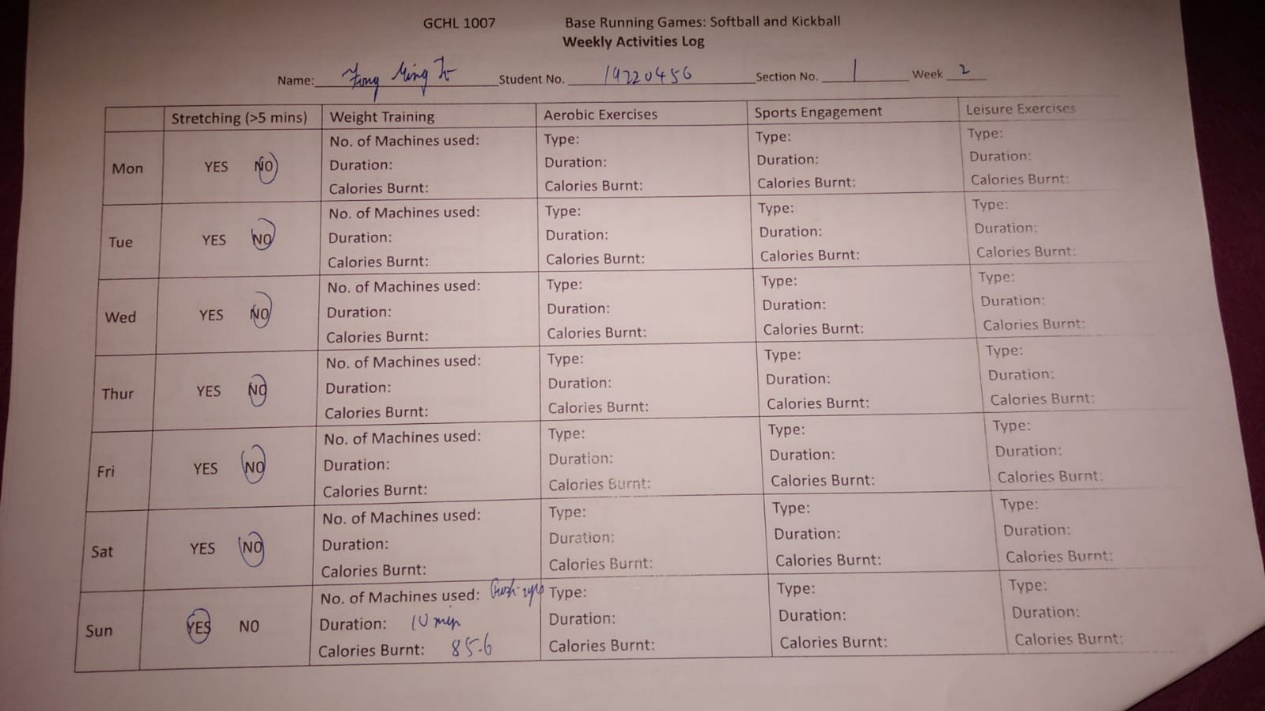 GCHL 1007 Base Running Games: Softball and Kickball
Weekly Activities Log
Name: Fong Ming To Student No. 19220456 Section No. 1 Week 2
Stretching (>5 mins) Weight Training Aerobic Exercises Sports Engagement Leisure Exercises
No. of Machines used: Type: Type: Type:
Mon YES NO Duration: Duration: Duration: Duration:
Calories Burnt: Calories Burnt: Calories Burnt: Calories Burnt:
No. of Machines used: Type: Type: Type:
Tue YES NO Duration: Duration: Duration: Duration:
Calories Burnt: Calories Burnt: Calories Burnt: Calories Burnt:
No. of Machines used: Type: Type: Type:
Wed YES NO Duration: Duration: Duration: Duration:
Calories Burnt: Calories Burnt: Calories Burnt: Calories Burnt:
No. of Machines used: Type: Type: Type:
Thur YES NO Duration: Duration: Duration: Duration:
Calories Burnt: Calories Burnt: Calories Burnt: Calories Burnt:
No. of Machines used: Type: Type: Type:
Fri YES NO Duration: Duration: Duration: Duration:
Calories Burnt: Calories Burnt: Calories Burnt: Calories Burnt:
No. of Machines used: Type: Type: Type:
Sat YES NO Duration: Duration: Duration: Duration:
Calories Burnt: Calories Burnt: Calories Burnt: Calories Burnt:
No. of Machines used: Push-ups Type: Type: Type:
Sun YES NO Duration: 10 min Duration: Duration: Duration:
Calories Burnt: 85.6 Calories Burnt: Calories Burnt: Calories Burnt: